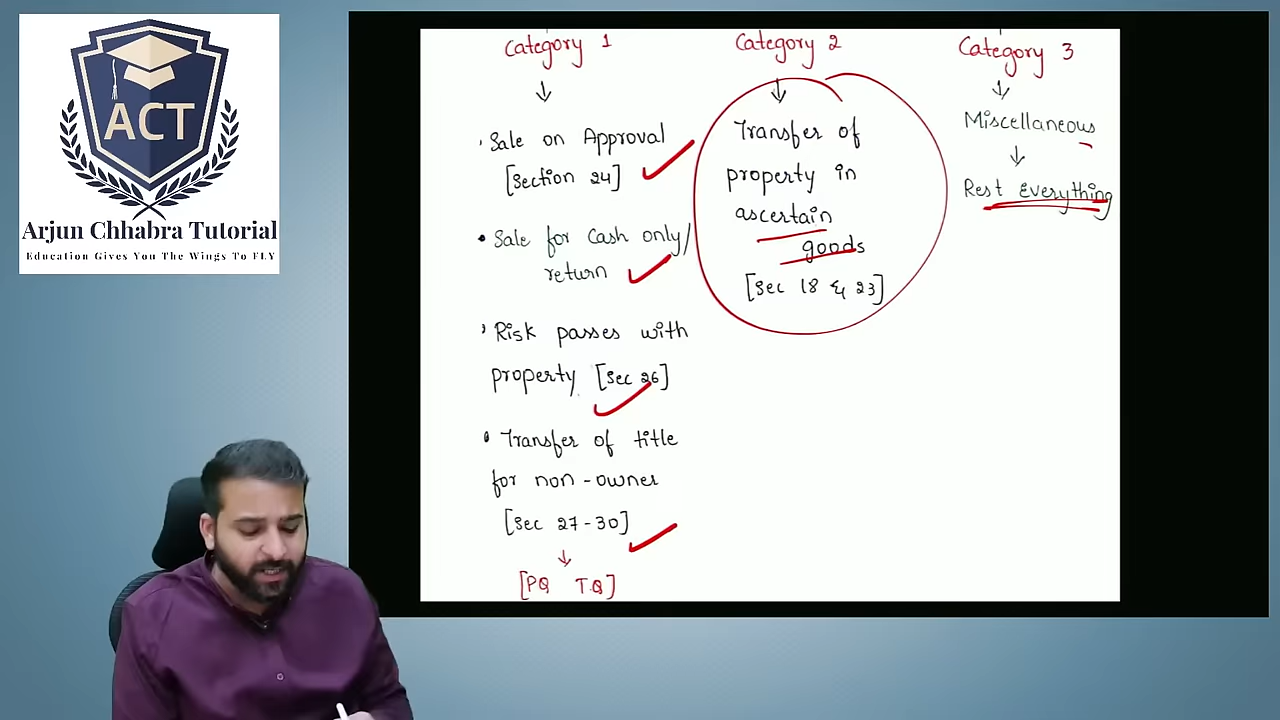 ACT
Arjun Chhabra Tutorial
Education Gives You The Wings To FLY
Category 1
Sale on Approval
[Section 24]
Sale for Cash only/
return
Risk passes with
property [Sec 26]
Transfer of title
for non-owner
[Sec 27-30]
[PQ T.Q]
Category 2
Transfer of
property in
ascertain
goods
[Sec 18 & 23]
Category 3
Miscellaneous
Rest Everything